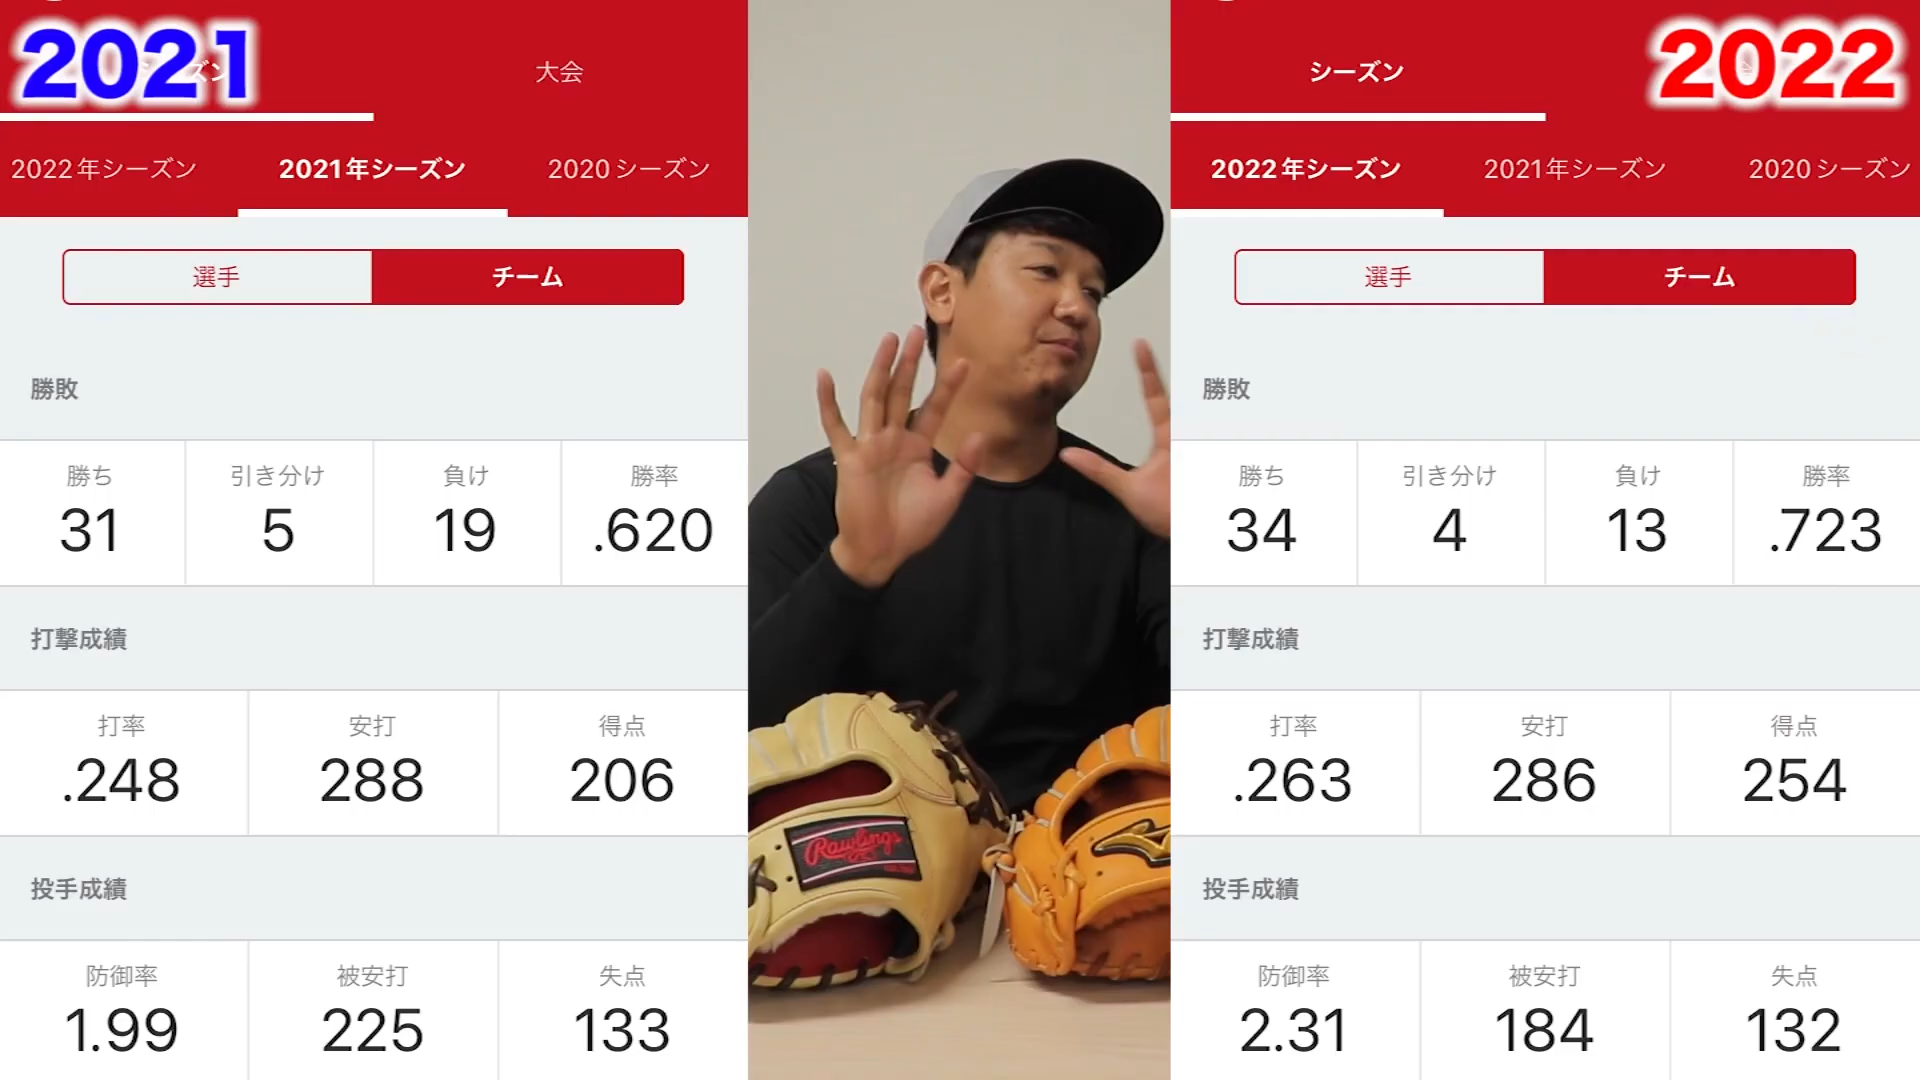 2021
大会
2022年シーズン 2021年シーズン 2020シーズン
選手 チーム
勝敗
勝ち 引き分け 負け 勝率
31 5 19 .620
打撃成績
打率 安打 得点
.248 288 206
投手成績
防御率 被安打 失点
1.99 225 133
Rawlings
シーズン
2022
2022年シーズン 2021年シーズン 2020シーズン
選手 チーム
勝敗
勝ち 引き分け 負け 勝率
34 4 13 .723
打撃成績
打率 安打 得点
.263 286 254
投手成績
防御率 被安打 失点
2.31 184 132